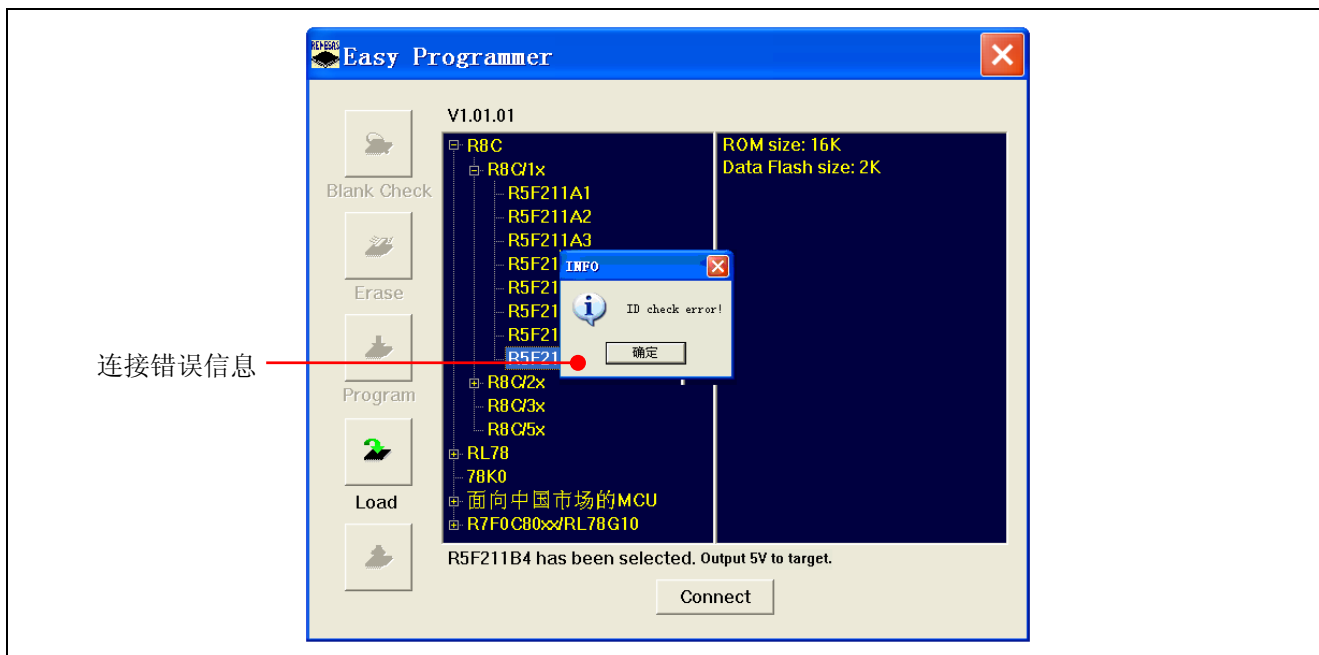 RENESAS
Easy Programmer
V1.01.01
Blank Check
Erase
Program
Load
R8C
R8C/1x
R5F211A1
R5F211A2
R5F211A3
R5F21
R5F21
R5F21
R5F21
R5F21
R8C/2x
R8C/3x
R8C/5x
RL78
78K0
面向中国市场的MCU
R7F0C80xx/RL78G10
ROM size: 16K
Data Flash size: 2K
INFO
ID check error!
确定
连接错误信息
R5F211B4 has been selected. Output 5V to target.
Connect